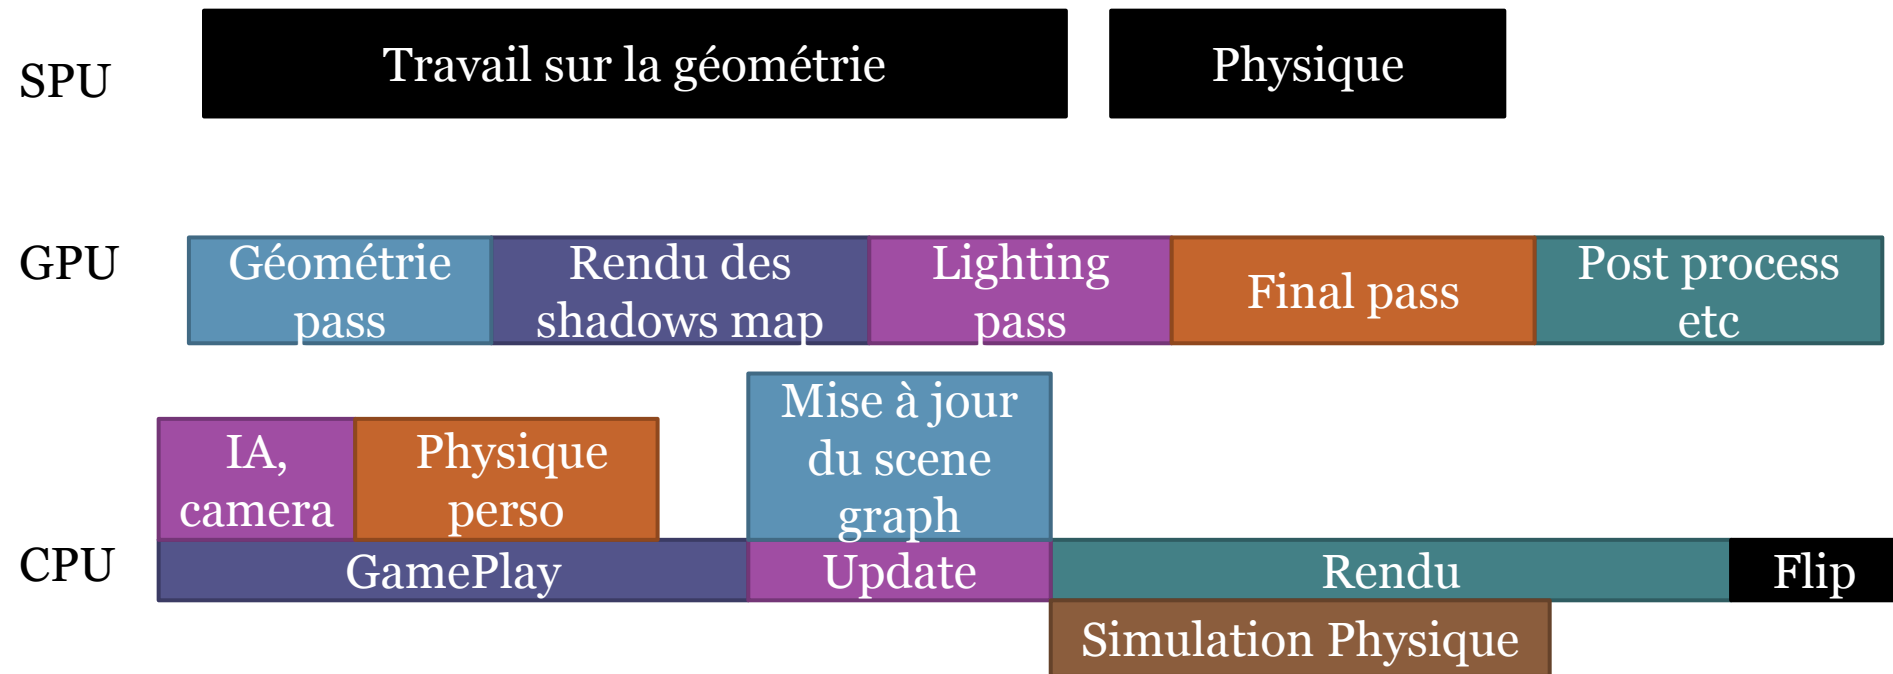 SPU
Travail sur la géométrie
Physique
GPU
Géométrie
pass
Rendu des
shadows map
Lighting
pass
Final pass
Post process
etc
CPU
IA,
camera
Physique
perso
Mise à jour
du scene
graph
GamePlay
Update
Rendu
Flip
Simulation Physique